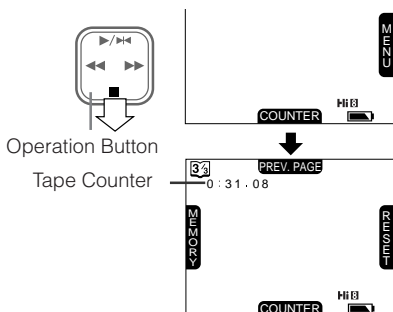 MENU
Hi8
COUNTER
Operation Button
PREV. PAGE
Tape Counter
0:31.08
MEMORY
RESET
Hi8
COUNTER